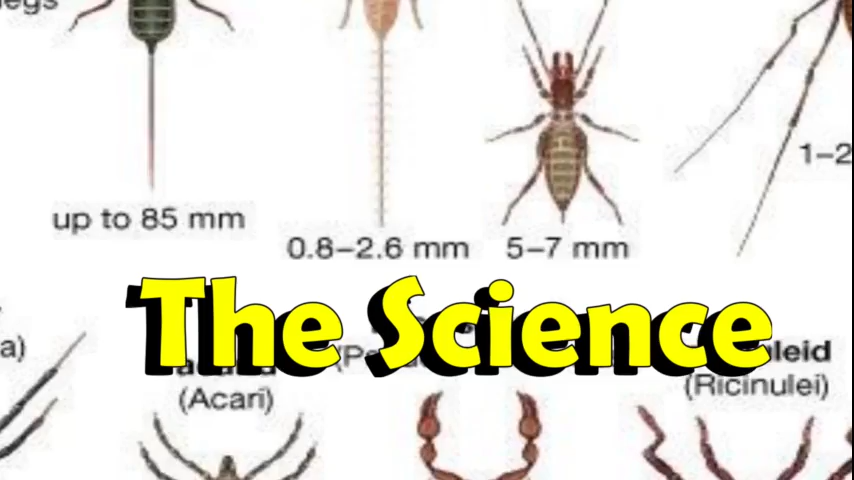 legs
up to 85 mm
0.8–2.6 mm
5–7 mm
1–2
The Science
a)
(Acari)
(Ricinulei)